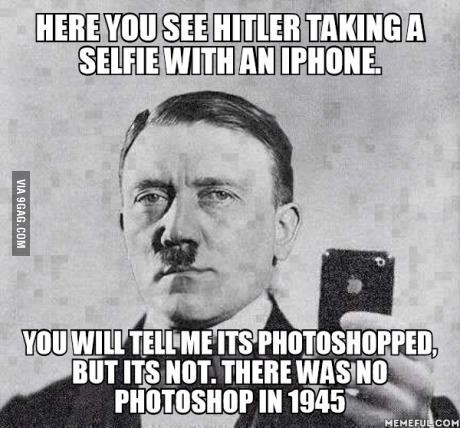 HERE YOU SEE HITLER TAKING A
SELFIE WITH AN IPHONE.
VIA 9GAG.COM
YOU WILL TELL ME ITS PHOTOSHOPPED,
BUT ITS NOT. THERE WAS NO
PHOTOSHOP IN 1945
MEMEFUL.COM